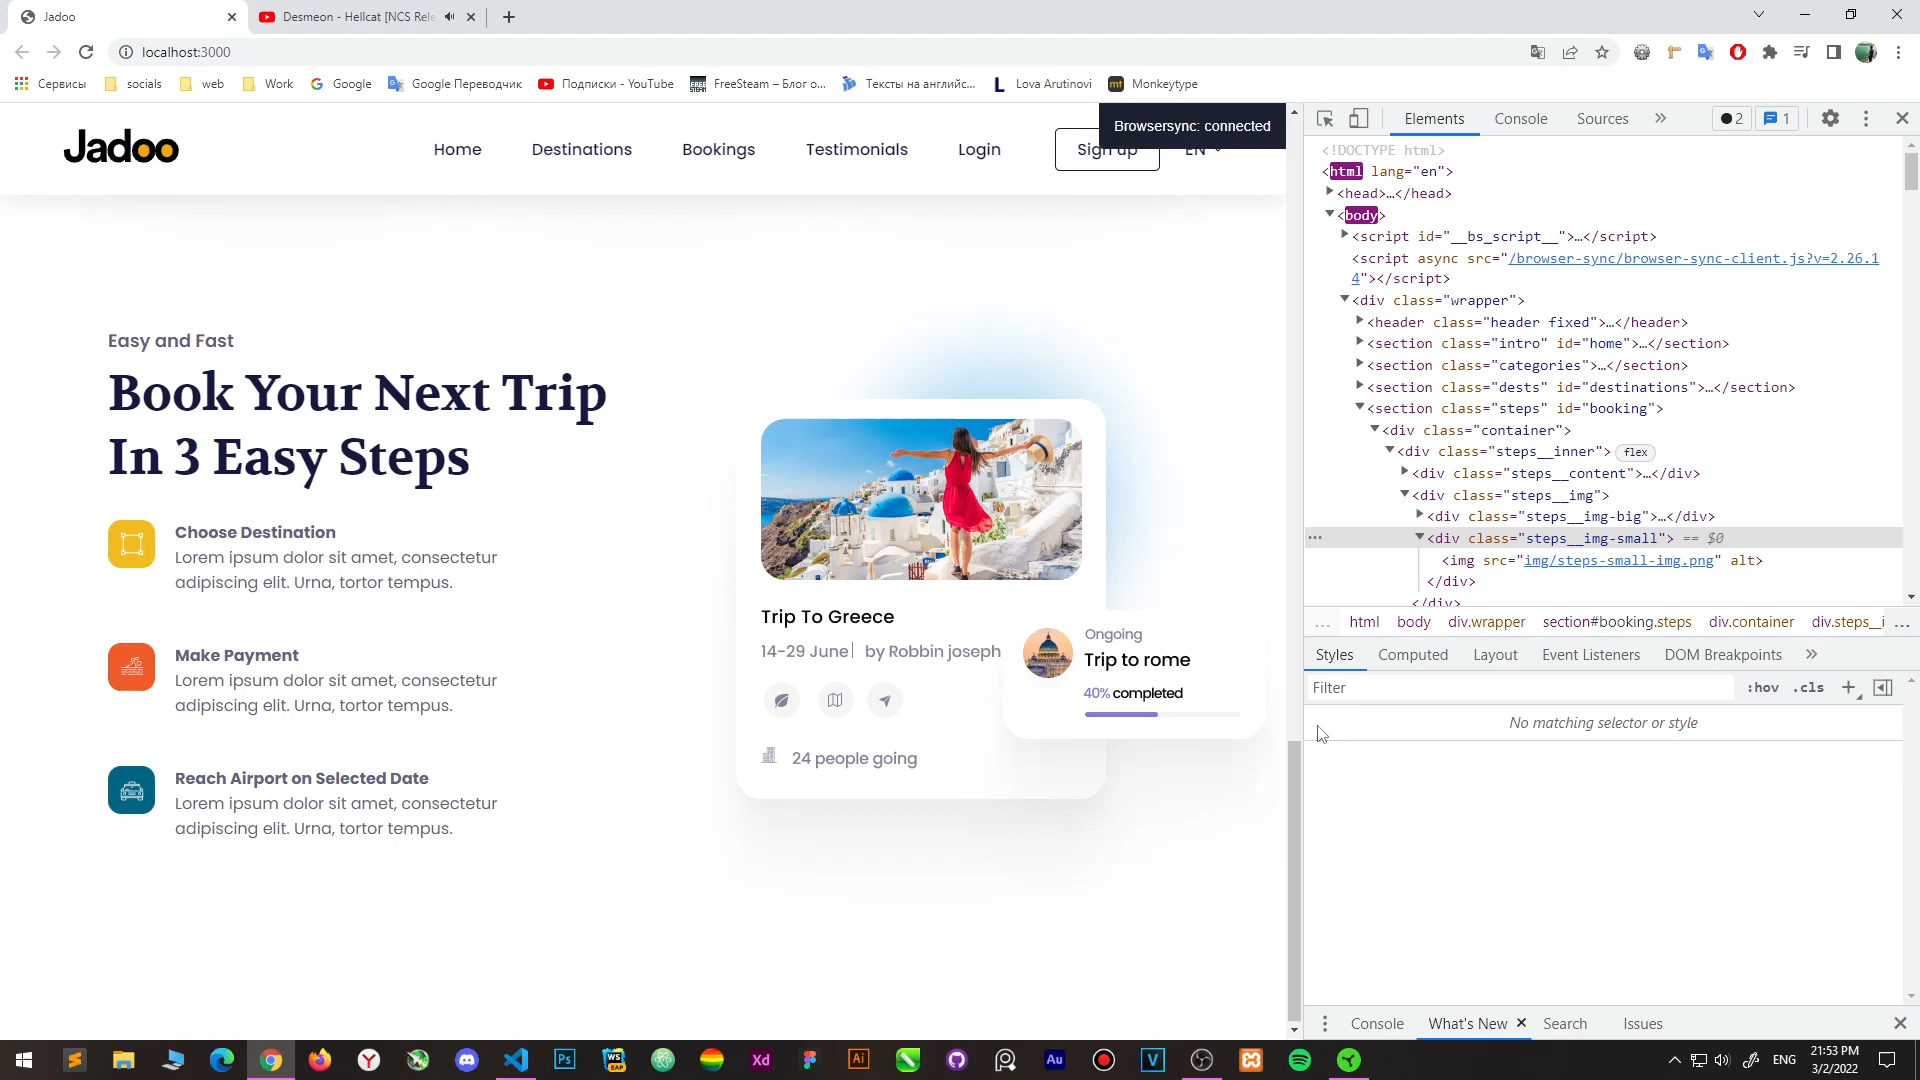 Jadoo
Desmeon - Hellcat [NCS Rele
localhost:3000
Сервисы
socials
web
Work
Google
Google Переводчик
Подписки - YouTube
FreeSteam – Блог о...
Тексты на английс...
Lova Arutinovi
Monkeytype
Jadoo
Home
Destinations
Bookings
Testimonials
Login
Sign up
EN
Browsersync: connected
Easy and Fast
Book Your Next Trip
In 3 Easy Steps
Choose Destination
Lorem ipsum dolor sit amet, consectetur
adipiscing elit. Urna, tortor tempus.
Make Payment
Lorem ipsum dolor sit amet, consectetur
adipiscing elit. Urna, tortor tempus.
Reach Airport on Selected Date
Lorem ipsum dolor sit amet, consectetur
adipiscing elit. Urna, tortor tempus.
Trip To Greece
14-29 June| by Robbin joseph
24 people going
Ongoing
Trip to rome
40% completed
Elements
Console
Sources
2
1
<!DOCTYPE html>
<html lang="en">
<head>…</head>
<body>
<script id="__bs_script__">…</script>
<script async src="/browser-sync/browser-sync-client.js?v=2.26.1
4"></script>
<div class="wrapper">
<header class="header fixed">…</header>
<section class="intro" id="home">…</section>
<section class="categories">…</section>
<section class="dests" id="destinations">…</section>
<section class="steps" id="booking">
<div class="container">
<div class="steps__inner"> flex
<div class="steps__content">…</div>
<div class="steps__img">
<div class="steps__img-big">…</div>
<div class="steps__img-small"> == $0
<img src="img/steps-small-img.png" alt>
</div>
</div>
... html body div.wrapper section#booking.steps div.container div.steps__i ...
Styles
Computed
Layout
Event Listeners
DOM Breakpoints
Filter
:hov
.cls
No matching selector or style
Console
What's New
Search
Issues
ENG
21:53 PM
3/2/2022